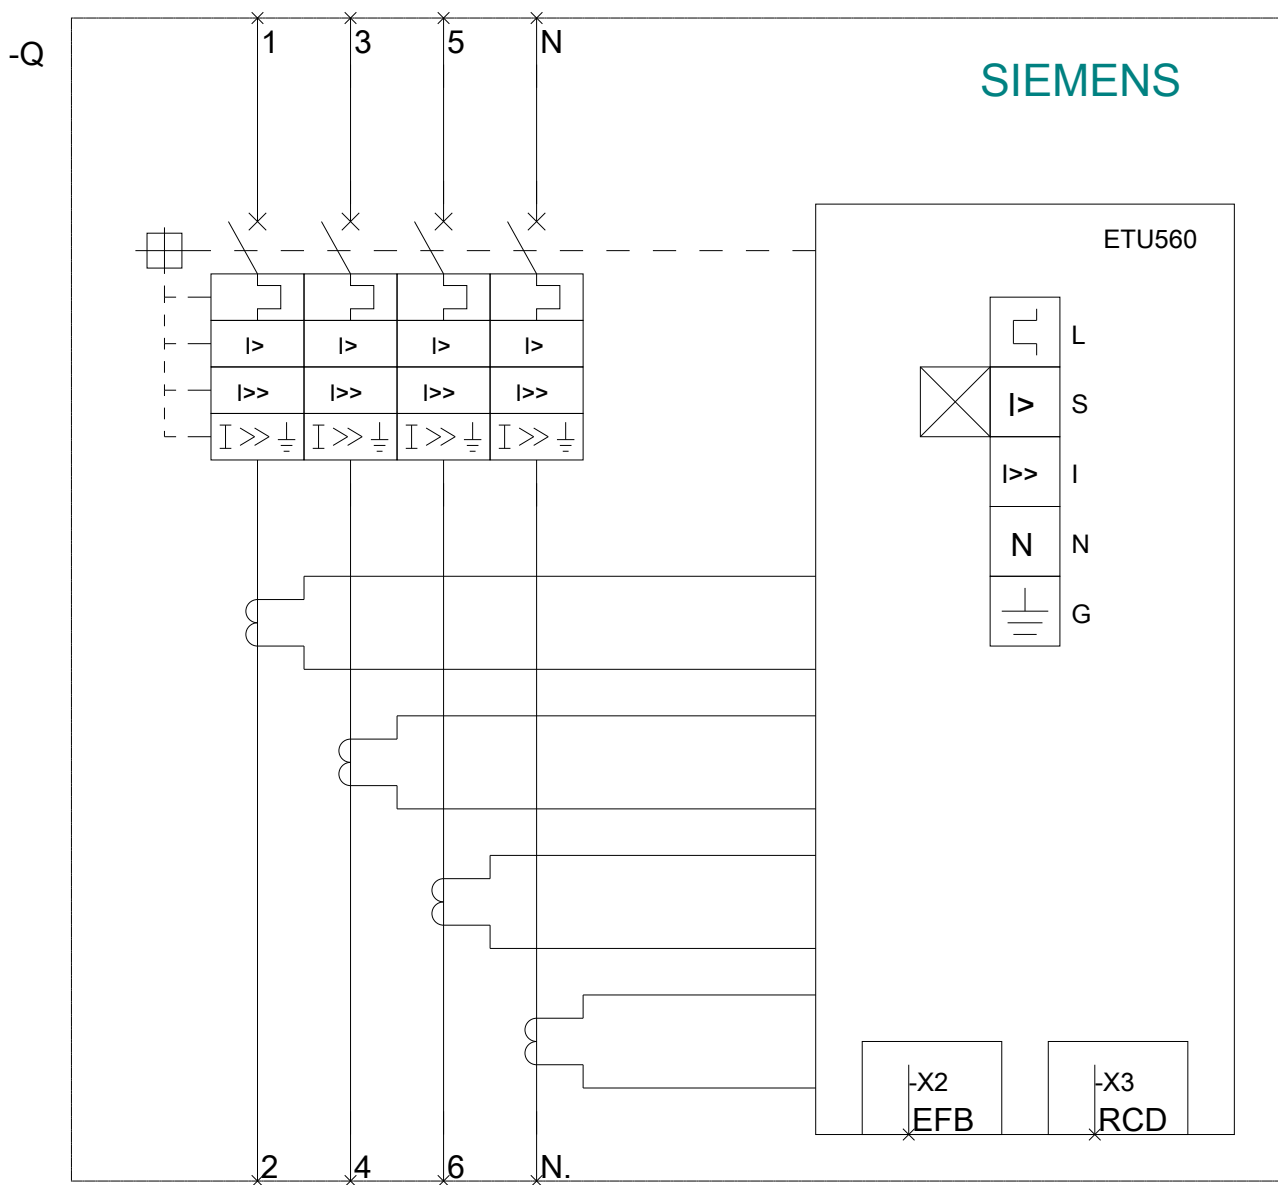 1 3 5 N
-Q
SIEMENS
ETU560
L
I> I> I> I>
I>> I>> I>> I>>
I >> I >> I >> I >>
I> S
I>> I
N N
G
-X2 -X3
EFB RCD
2 4 6 N.